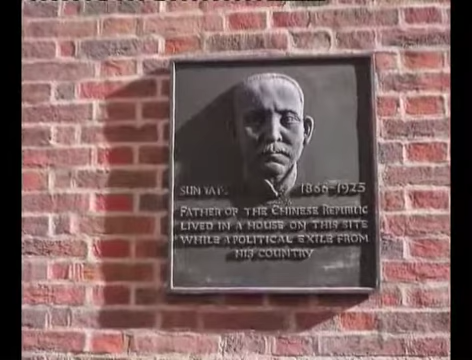 SUN YAT- 1866-1925
FATHER OF THE CHINESE REPUBLIC
LIVED IN A HOUSE ON THIS SITE
WHILE A POLITICAL EXILE FROM
HIS COUNTRY